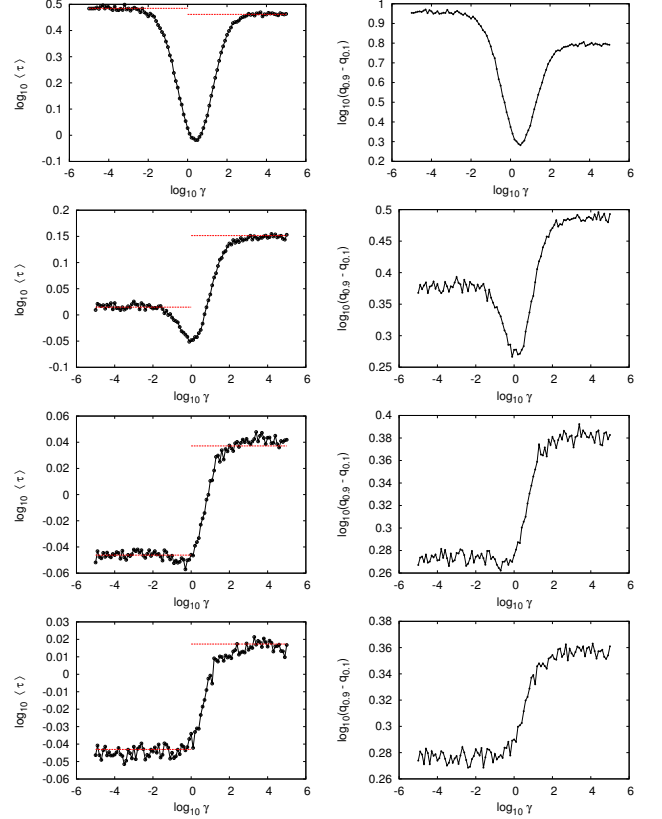 0.5
0.4
0.3
0.2
0.1
0
-0.1
log10 ⟨ τ ⟩
-6 -4 -2 0 2 4 6
log10 γ
1
0.9
0.8
0.7
0.6
0.5
0.4
0.3
0.2
log10(q0.9 - q0.1)
-6 -4 -2 0 2 4 6
log10 γ
0.2
0.15
0.1
0.05
0
-0.05
-0.1
log10 ⟨ τ ⟩
-6 -4 -2 0 2 4 6
log10 γ
0.5
0.45
0.4
0.35
0.3
0.25
log10(q0.9 - q0.1)
-6 -4 -2 0 2 4 6
log10 γ
0.06
0.04
0.02
0
-0.02
-0.04
-0.06
log10 ⟨ τ ⟩
-6 -4 -2 0 2 4 6
log10 γ
0.4
0.38
0.36
0.34
0.32
0.3
0.28
0.26
log10(q0.9 - q0.1)
-6 -4 -2 0 2 4 6
log10 γ
0.03
0.02
0.01
0
-0.01
-0.02
-0.03
-0.04
-0.05
-0.06
log10 ⟨ τ ⟩
-6 -4 -2 0 2 4 6
log10 γ
0.38
0.36
0.34
0.32
0.3
0.28
0.26
log10(q0.9 - q0.1)
-6 -4 -2 0 2 4 6
log10 γ